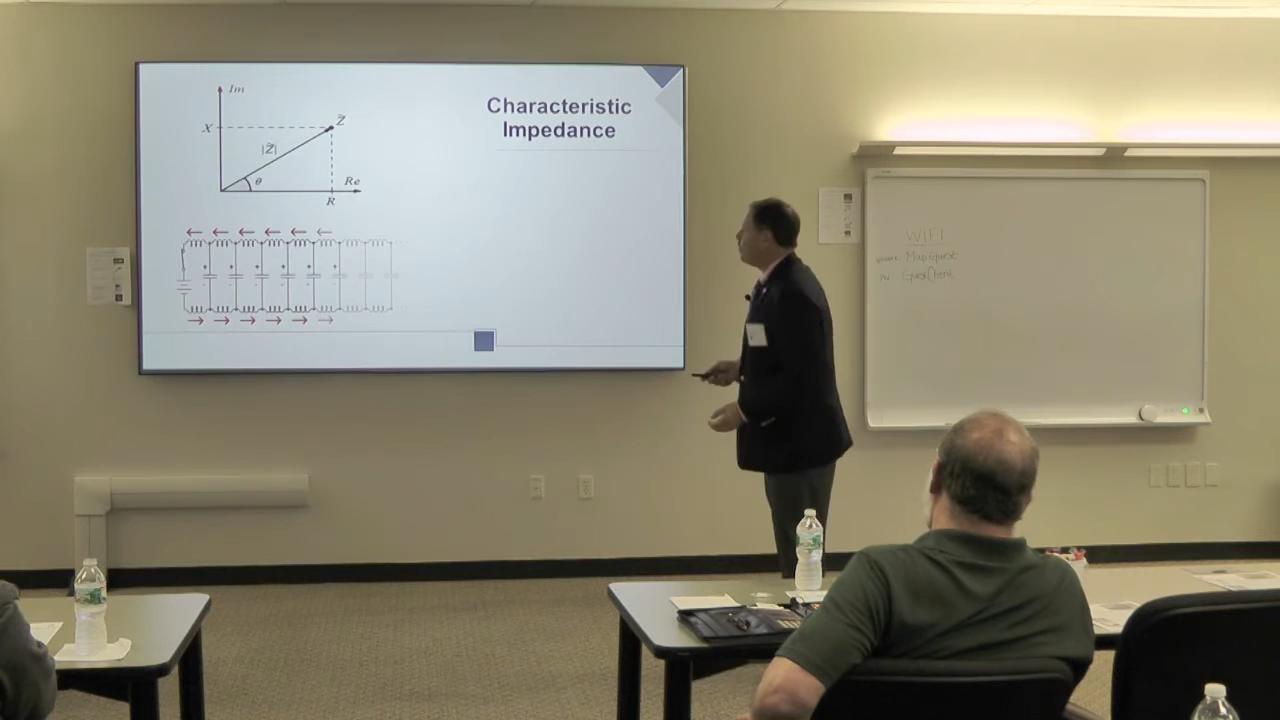 Characteristic
Impedance
Im
X
Z̃
|Z̃|
θ
Re
R
WIFI